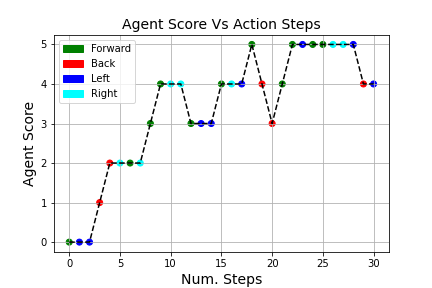 Agent Score Vs Action Steps
Forward
Back
Left
Right
Agent Score
5
4
3
2
1
0
0 5 10 15 20 25 30
Num. Steps